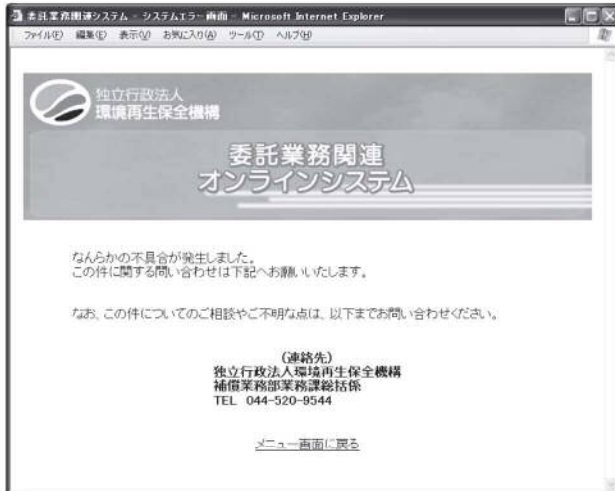 委託業務関連システム - システムエラー画面 - Microsoft Internet Explorer
ファイル(F) 編集(E) 表示(V) お気に入り(A) ツール(T) ヘルプ(H)
独立行政法人
環境再生保全機構
委託業務関連
オンラインシステム
なんらかの不具合が発生しました。
この件に関する問い合わせは下記へお願いいたします。
なお、この件についてのご相談やご不明な点は、以下までお問い合わせください。
(連絡先)
独立行政法人環境再生保全機構
補償業務部業務課総括係
TEL 044-520-9544
メニュー画面に戻る